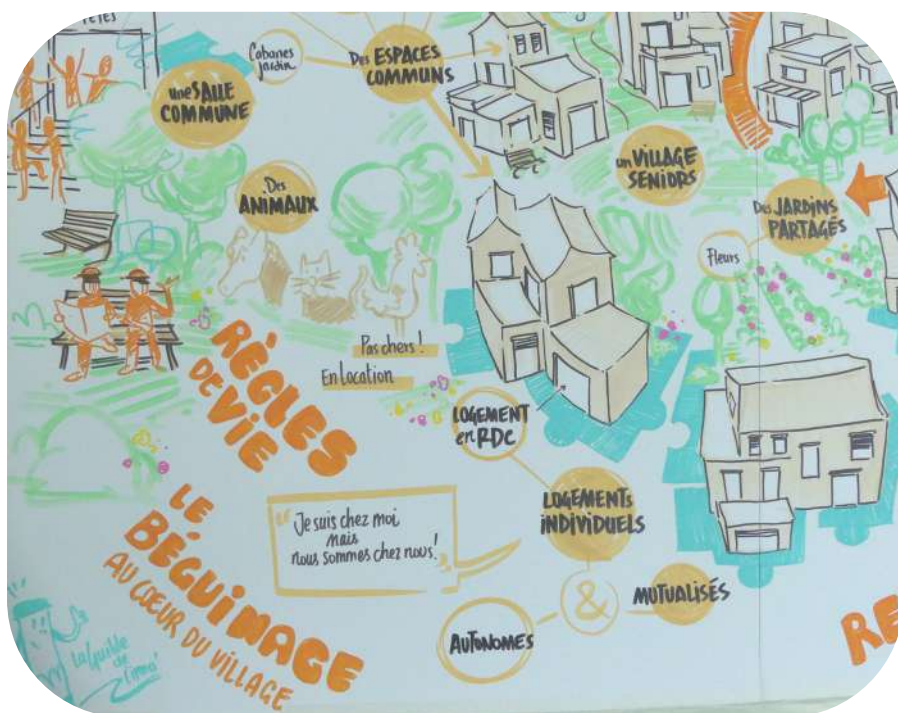 Cabanes
jardin
Des ESPACES
COMMUNS
une SALLE
COMMUNE
un VILLAGE
SENIORS
Des
ANIMAUX
Des JARDINS
PARTAGÉS
Fleurs
RÈGLES
DE VIE
Pas chers !
En location
LOGEMENT
en RDC
LOGEMENTS
INDIVIDUELS
"Je suis chez moi
mais
nous sommes chez nous!"
&
MUTUALISÉS
AUTONOMES
LE
BÉGUINAGE
AU CŒUR DU VILLAGE
RE